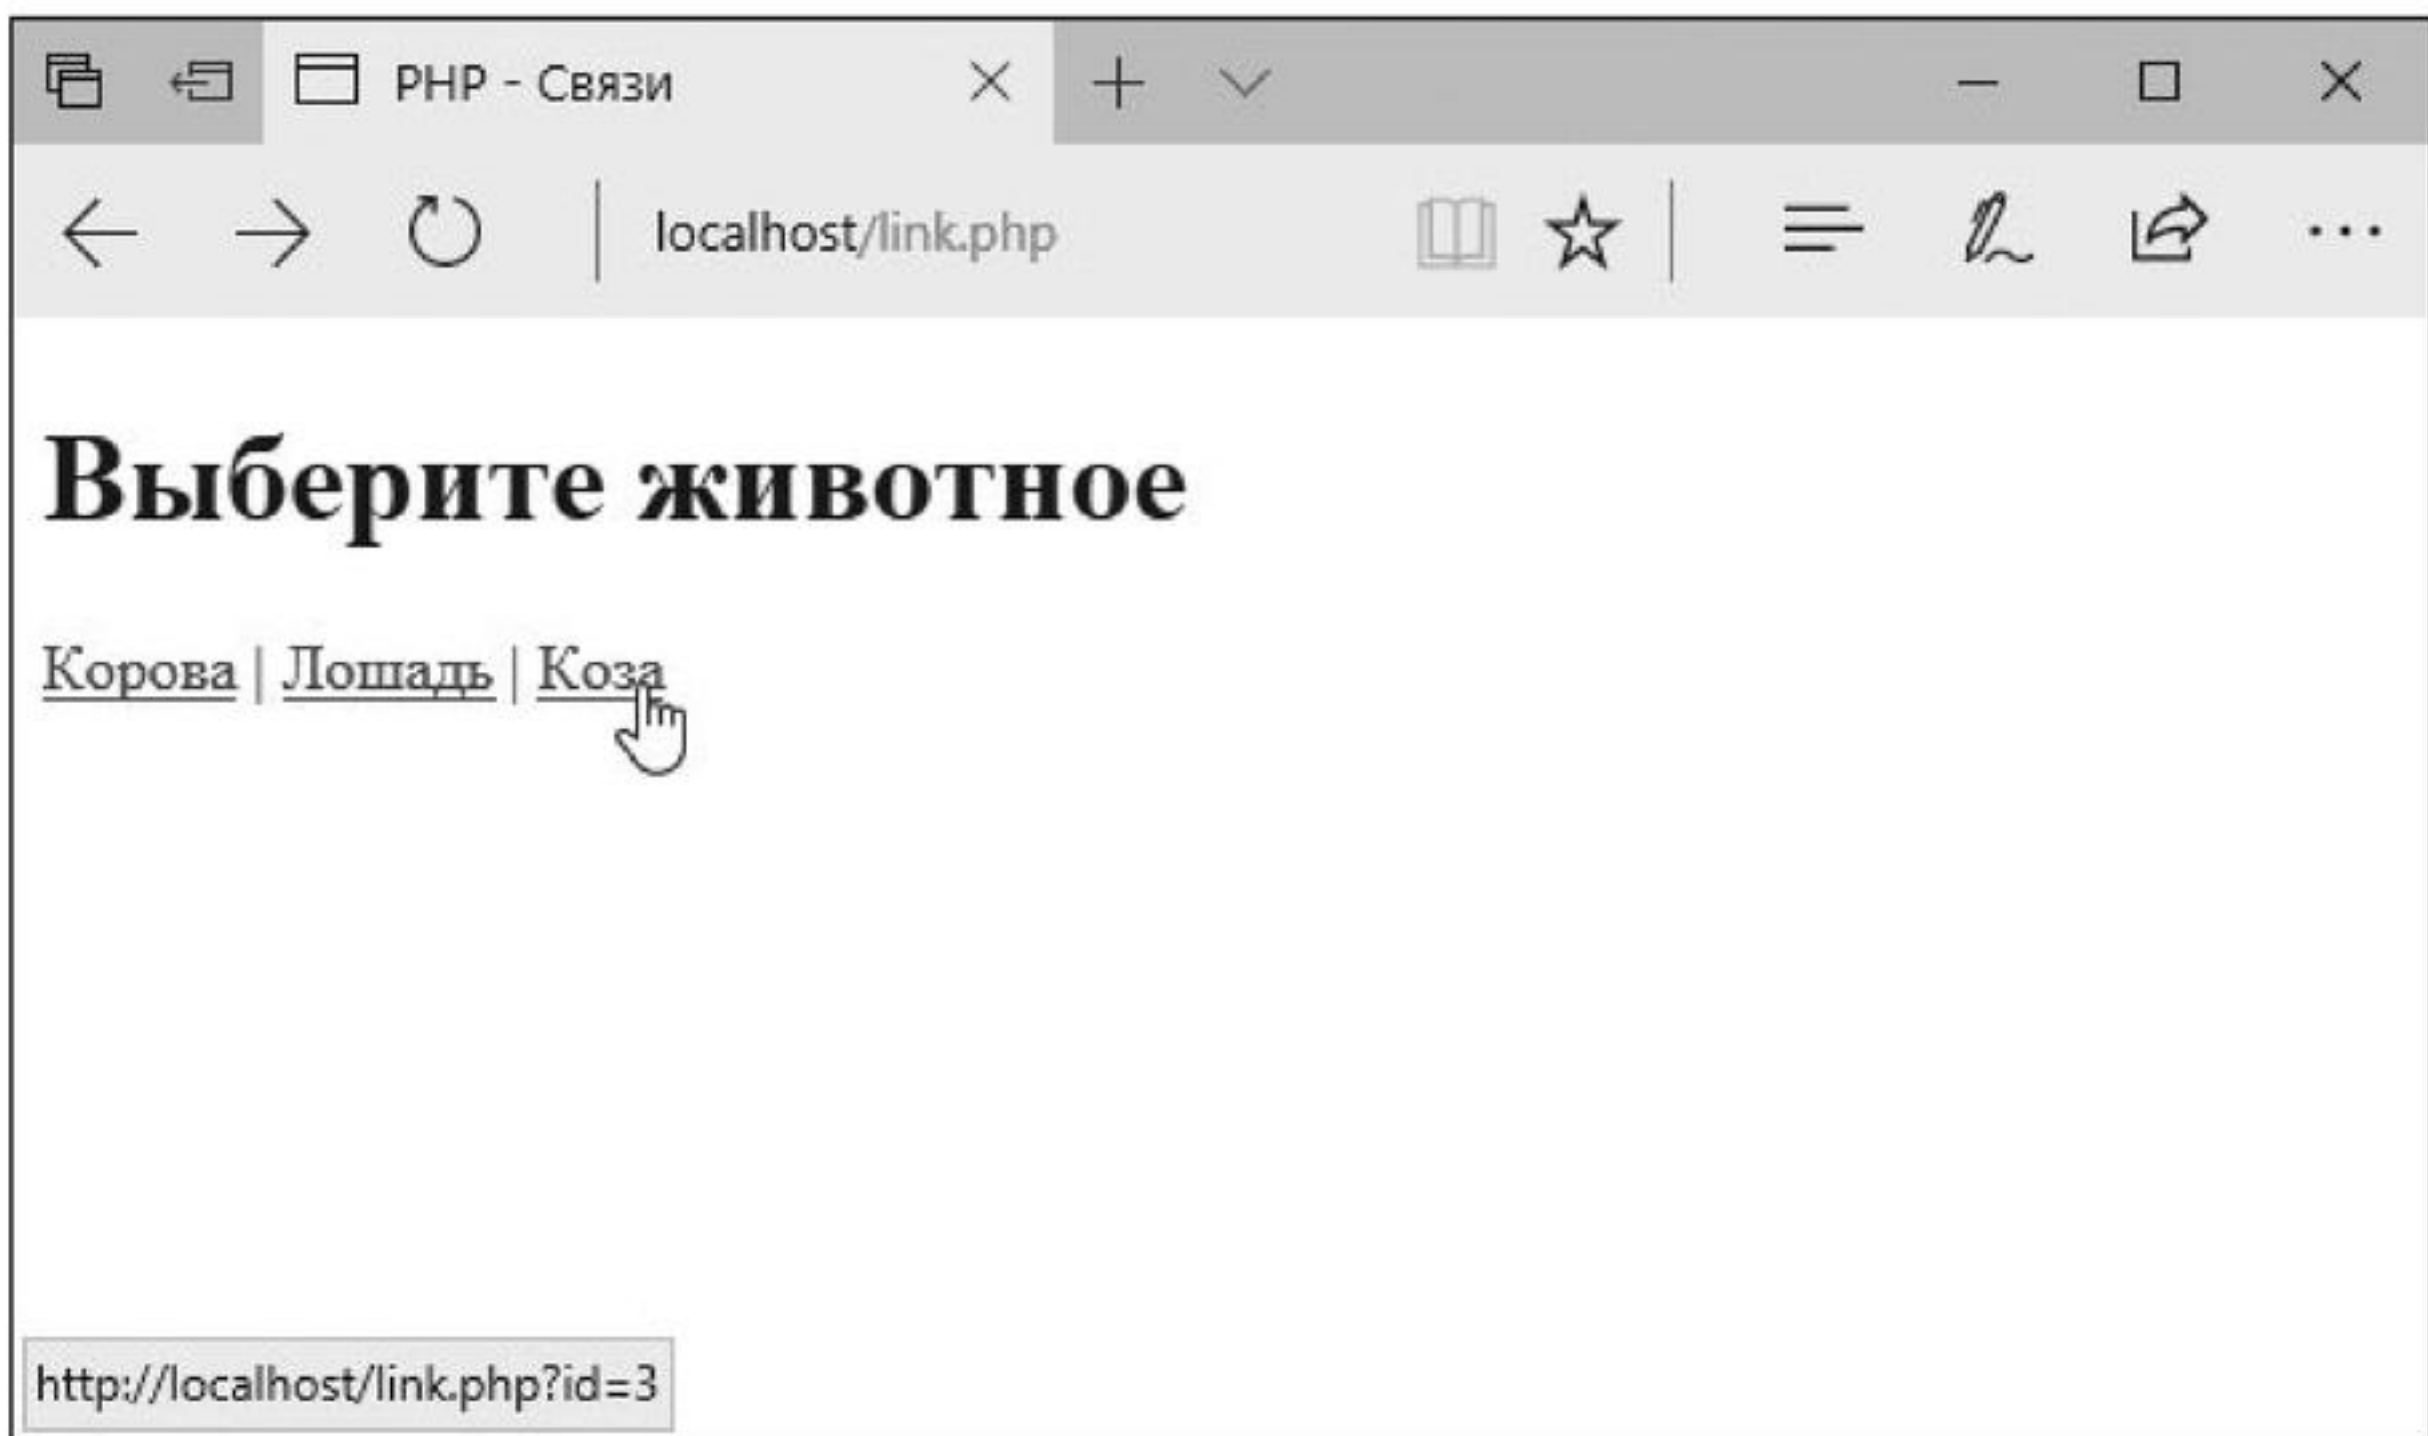 PHP - Связи
localhost/link.php
Выберите животное
Корова | Лошадь | Коза
http://localhost/link.php?id=3